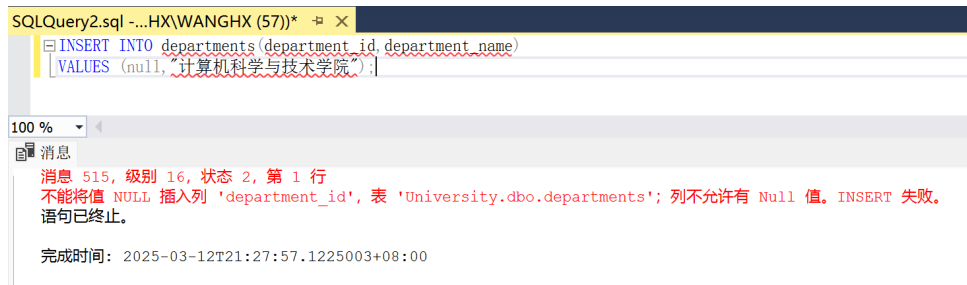 SQLQuery2.sql -...HX\WANGHX (57))*
INSERT INTO departments(department_id,department_name)
VALUES (null,"计算机科学与技术学院");
100 %
消息
消息 515, 级别 16, 状态 2, 第 1 行
不能将值 NULL 插入列 'department_id', 表 'University.dbo.departments'; 列不允许有 Null 值。INSERT 失败。
语句已终止。
完成时间: 2025-03-12T21:27:57.1225003+08:00